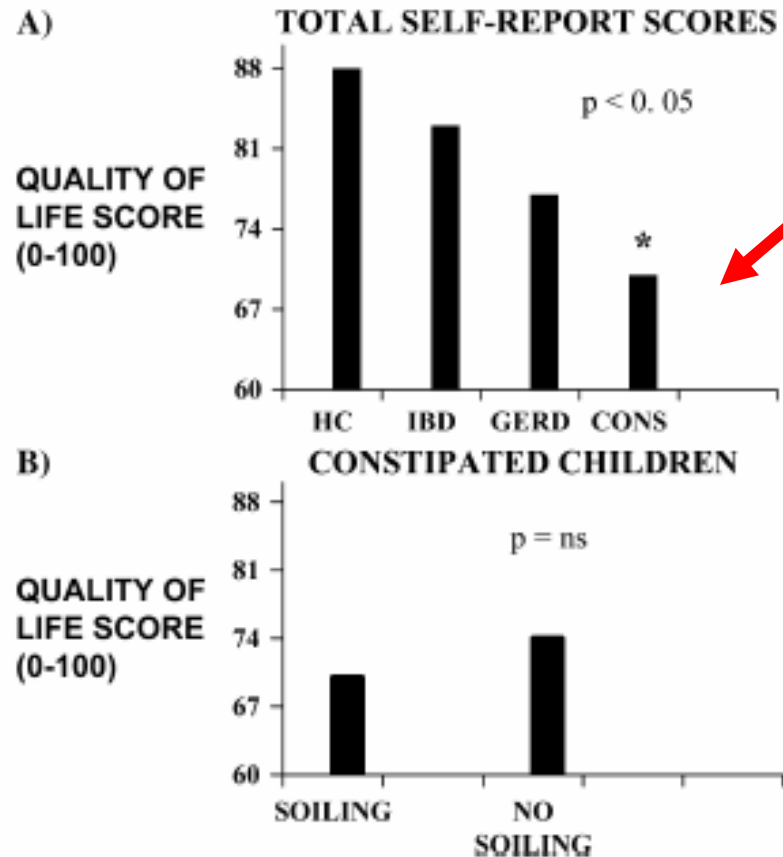 A)
TOTAL SELF-REPORT SCORES
88
p < 0. 05
81
QUALITY OF
LIFE SCORE
(0-100)
74
*
67
60
HC IBD GERD CONS
B)
CONSTIPATED CHILDREN
88
p = ns
81
QUALITY OF
LIFE SCORE
(0-100)
74
67
60
SOILING NO
SOILING